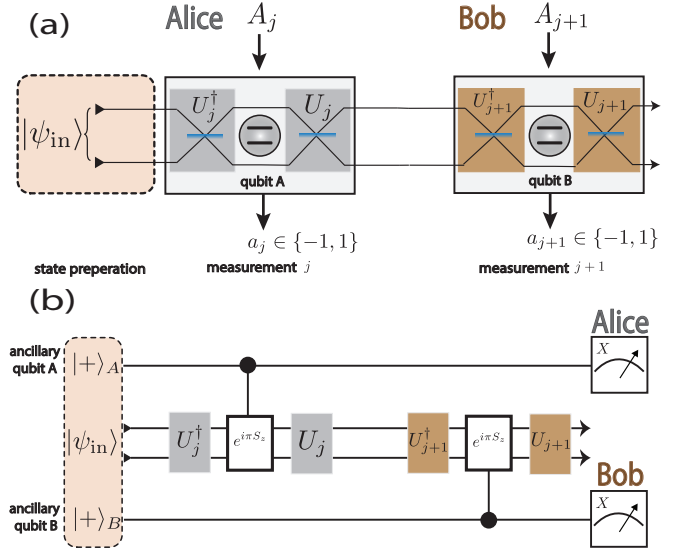 (a)
Alice A_j
Bob A_{j+1}
|ψ_in⟩
U_j^† U_j
U_{j+1}^† U_{j+1}
qubit A
qubit B
a_j ∈ {-1, 1}
a_{j+1} ∈ {-1, 1}
state preperation
measurement j
measurement j+1
(b)
Alice
ancillary
qubit A
|+⟩_A
X
|ψ_in⟩
U_j^† e^{iπS_z} U_j U_{j+1}^† e^{iπS_z} U_{j+1}
Bob
ancillary
qubit B
|+⟩_B
X